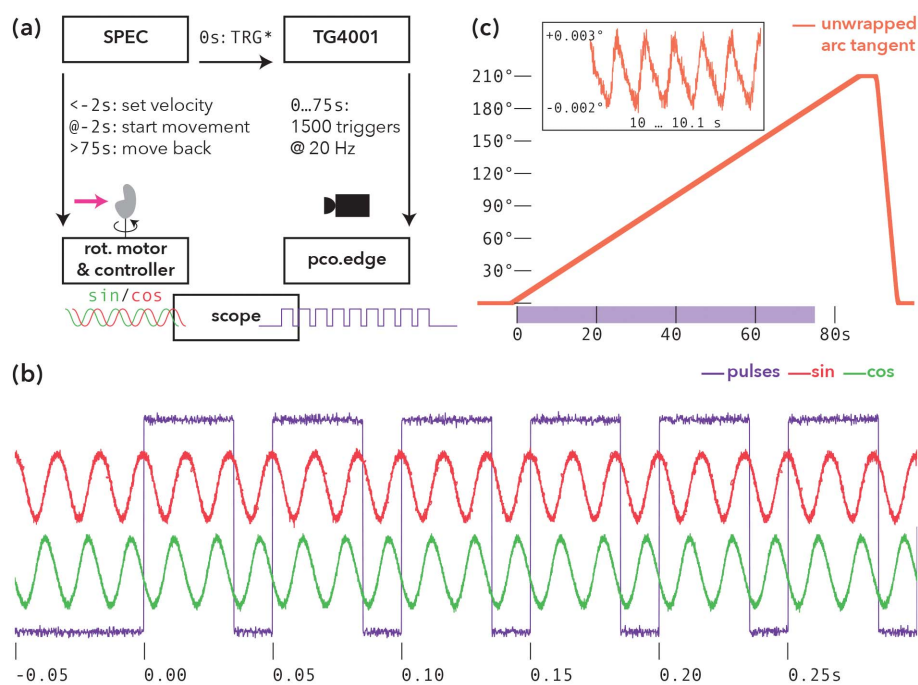 (a)
SPEC
0s: TRG*
TG4001
<-2s: set velocity
@-2s: start movement
>75s: move back
0...75s:
1500 triggers
@ 20 Hz
rot. motor
& controller
pco.edge
sin/cos
scope
(c)
unwrapped
arc tangent
+0.003°
-0.002°
10 … 10.1 s
210°
180°
150°
120°
90°
60°
30°
0 20 40 60 80s
(b)
pulses sin cos
-0.05 0.00 0.05 0.10 0.15 0.20 0.25s